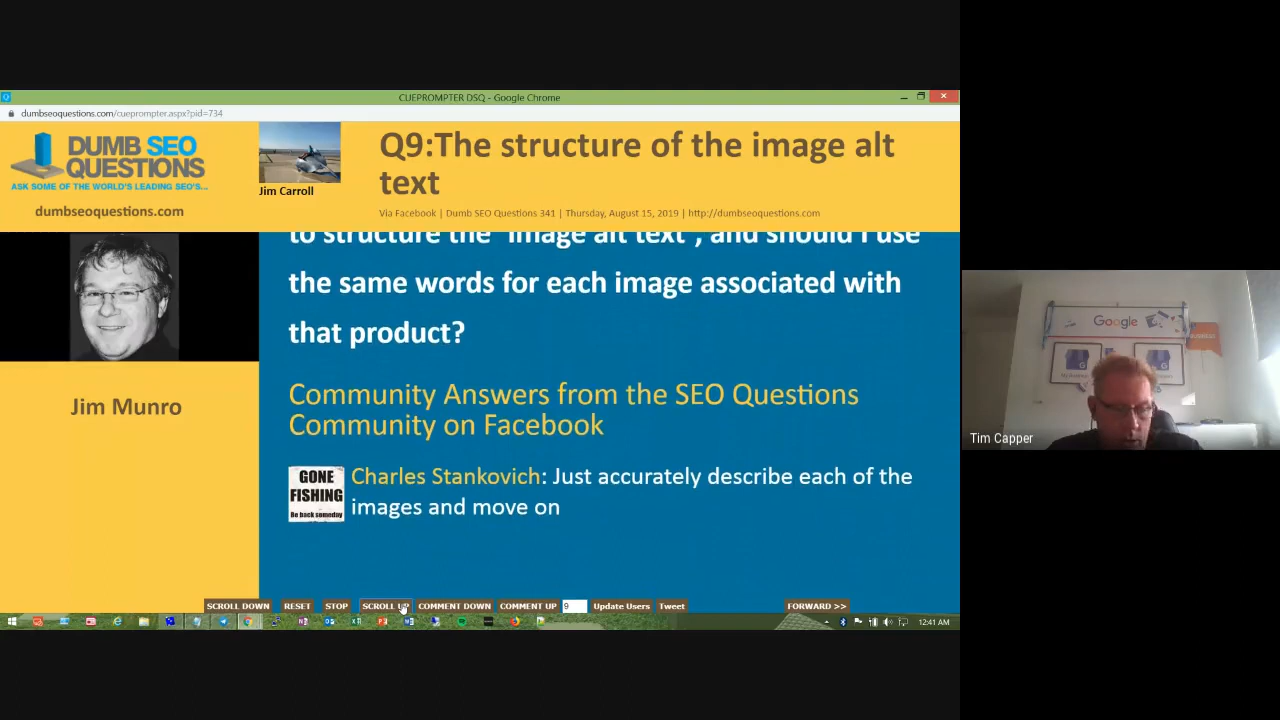 CUEPROMPTER DSQ - Google Chrome
dumbseoquestions.com/cueprompter.aspx?pid=734
DUMB SEO
QUESTIONS
ASK SOME OF THE WORLD'S LEADING SEO'S...
dumbseoquestions.com
Jim Carroll
Q9:The structure of the image alt
text
Via Facebook | Dumb SEO Questions 341 | Thursday, August 15, 2019 | http://dumbseoquestions.com
Jim Munro
to structure the "image alt text", and should I use
the same words for each image associated with
that product?
Community Answers from the SEO Questions
Community on Facebook
GONE
FISHING
Be back someday
Charles Stankovich: Just accurately describe each of the
images and move on
SCROLL DOWN
RESET
STOP
SCROLL UP
COMMENT DOWN
COMMENT UP
9
Update Users
Tweet
FORWARD >>
12:41 AM
Google
Tim Capper